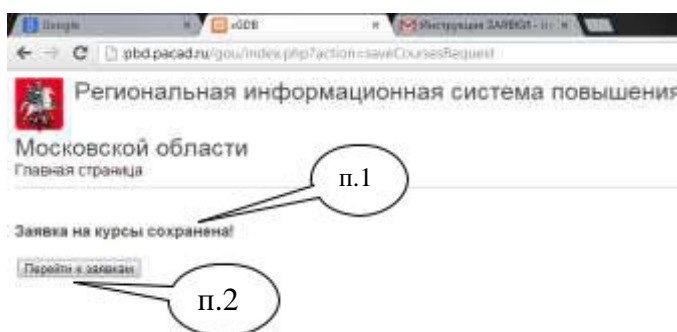 Google xGDB Инструкция ЗАЯВКИ -
pbd.pacad.ru/gou/index.php?action=saveCoursesRequest
Региональная информационная система повышения
Московской области
Главная страница
п.1
Заявка на курсы сохранена!
Перейти к заявкам
п.2